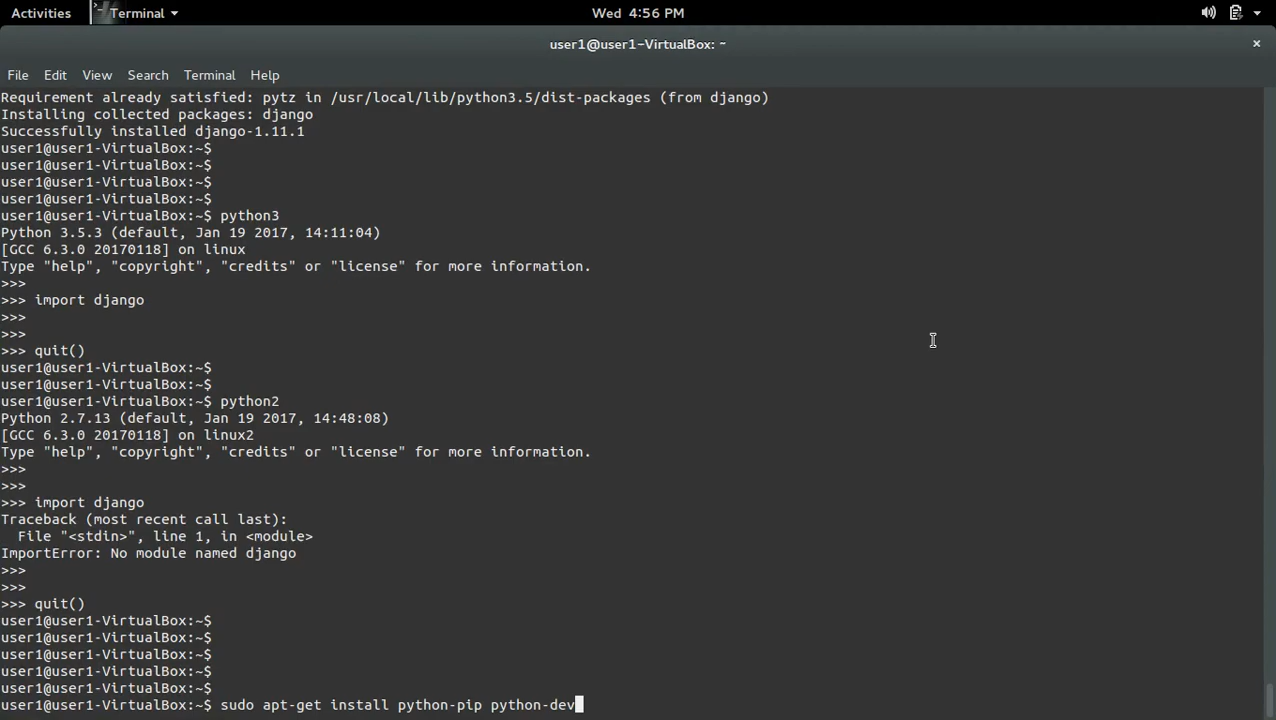 Activities Terminal Wed 4:56 PM
user1@user1-VirtualBox: ~ ×
File Edit View Search Terminal Help
Requirement already satisfied: pytz in /usr/local/lib/python3.5/dist-packages (from django)
Installing collected packages: django
Successfully installed django-1.11.1
user1@user1-VirtualBox:~$
user1@user1-VirtualBox:~$
user1@user1-VirtualBox:~$
user1@user1-VirtualBox:~$
user1@user1-VirtualBox:~$ python3
Python 3.5.3 (default, Jan 19 2017, 14:11:04)
[GCC 6.3.0 20170118] on linux
Type "help", "copyright", "credits" or "license" for more information.
>>>
>>> import django
>>>
>>>
>>> quit()
user1@user1-VirtualBox:~$
user1@user1-VirtualBox:~$
user1@user1-VirtualBox:~$ python2
Python 2.7.13 (default, Jan 19 2017, 14:48:08)
[GCC 6.3.0 20170118] on linux2
Type "help", "copyright", "credits" or "license" for more information.
>>>
>>>
>>> import django
Traceback (most recent call last):
  File "<stdin>", line 1, in <module>
ImportError: No module named django
>>>
>>>
>>> quit()
user1@user1-VirtualBox:~$
user1@user1-VirtualBox:~$
user1@user1-VirtualBox:~$
user1@user1-VirtualBox:~$
user1@user1-VirtualBox:~$
user1@user1-VirtualBox:~$ sudo apt-get install python-pip python-dev